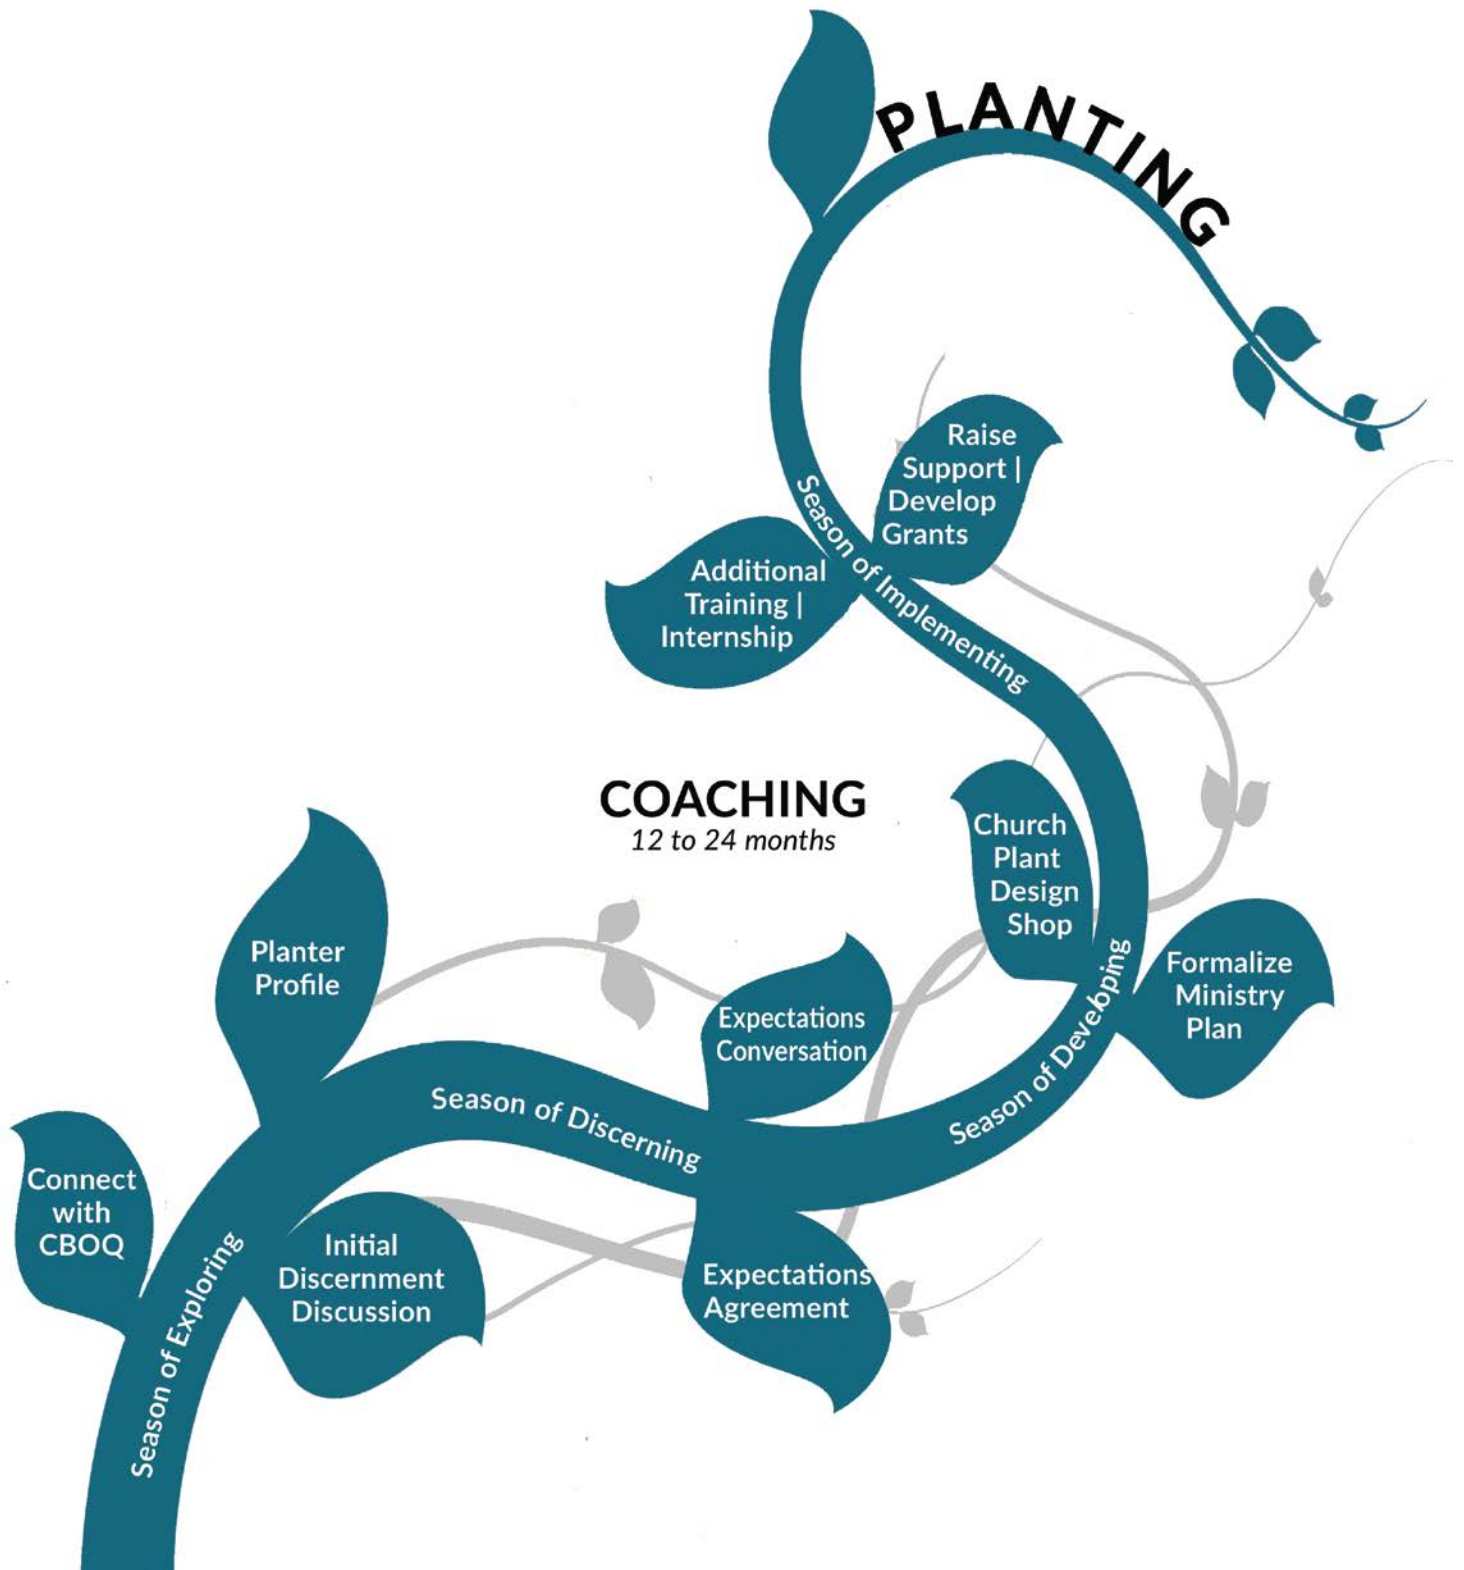 PLANTING
Raise
Support |
Develop
Grants
Season of Implementing
Additional
Training |
Internship
COACHING
12 to 24 months
Church
Plant
Design
Shop
Formalize
Ministry
Plan
Season of Developing
Planter
Profile
Expectations
Conversation
Season of Discerning
Connect
with
CBOQ
Initial
Discernment
Discussion
Expectations
Agreement
Season of Exploring